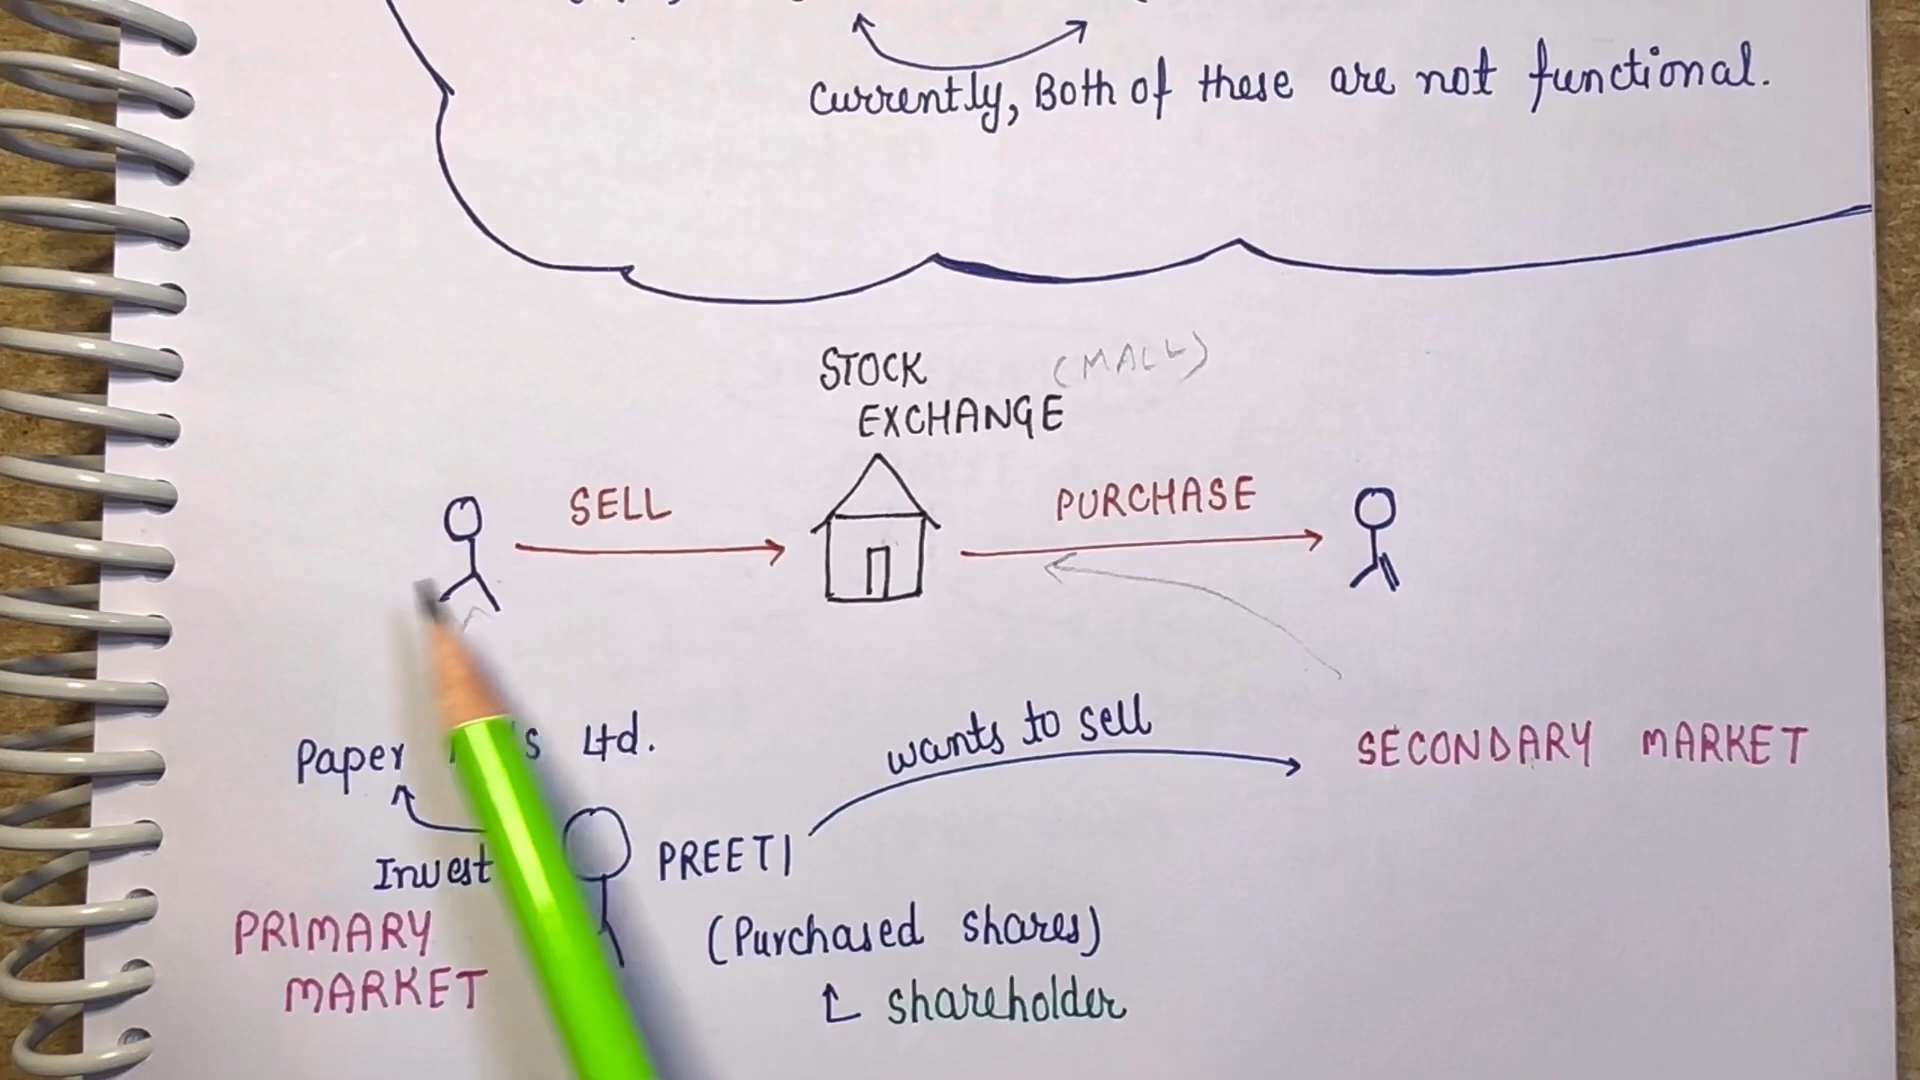 Currently, Both of these are not functional.
STOCK (MALL)
EXCHANGE
SELL
PURCHASE
Paper Ltd.
wants to sell
SECONDARY MARKET
Invest
PREETI
PRIMARY
MARKET
(Purchased shares)
shareholder